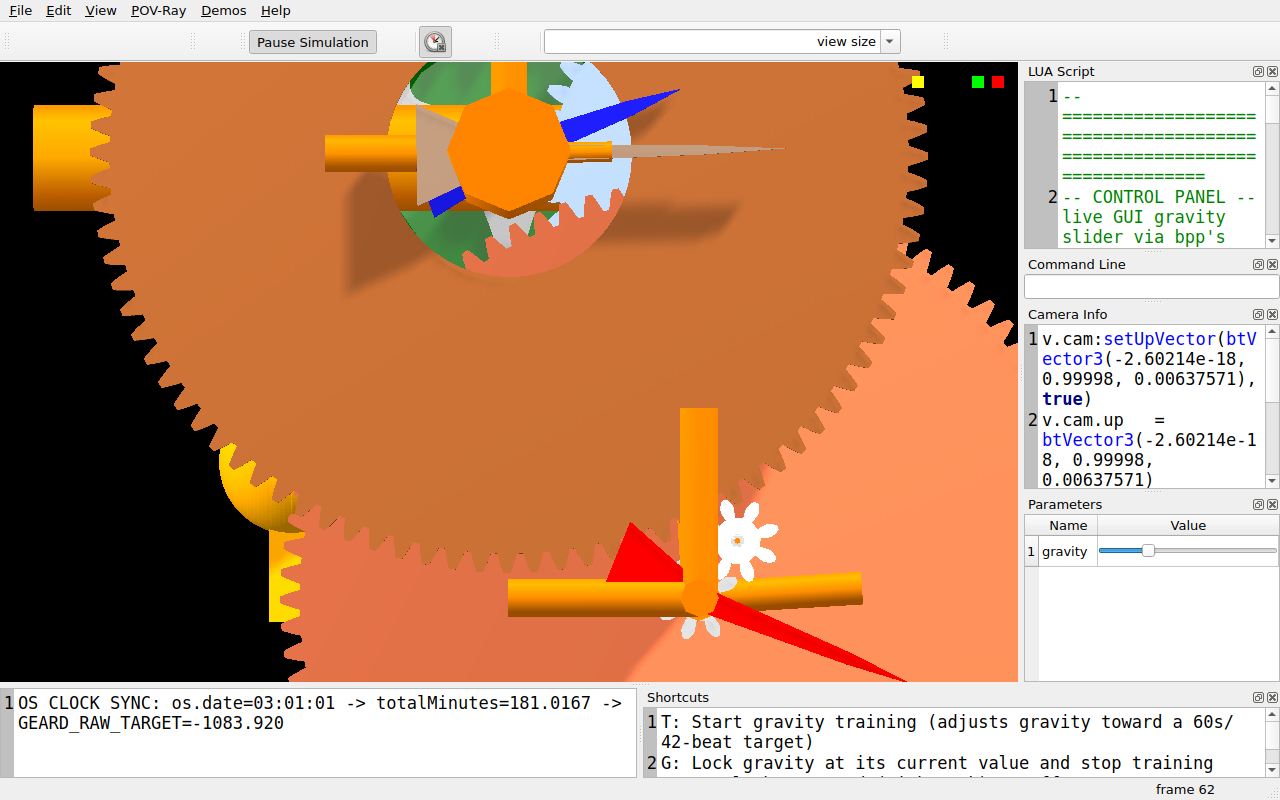 File Edit View POV-Ray Demos Help
Pause Simulation
view size
LUA Script
1 --
===================
===================
===================
==============
2 -- CONTROL PANEL --
live GUI gravity
slider via bpp's
Command Line
Camera Info
1 v.cam:setUpVector(btV
ector3(-2.60214e-18,
0.99998, 0.00637571),
true)
2 v.cam.up   =
btVector3(-2.60214e-1
8, 0.99998,
0.00637571)
Parameters
Name Value
1 gravity
1 OS CLOCK SYNC: os.date=03:01:01 -> totalMinutes=181.0167 ->
GEARD_RAW_TARGET=-1083.920
Shortcuts
1 T: Start gravity training (adjusts gravity toward a 60s/
42-beat target)
2 G: Lock gravity at its current value and stop training
frame 62